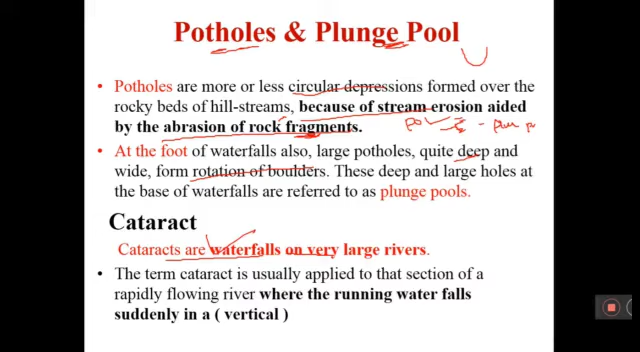 Potholes & Plunge Pool
• Potholes are more or less circular depressions formed over the
rocky beds of hill-streams, because of stream erosion aided
by the abrasion of rock fragments.
• At the foot of waterfalls also, large potholes, quite deep and
wide, form rotation of boulders. These deep and large holes
at the base of waterfalls are referred to as plunge pools.
Cataract
Cataracts are waterfalls on very large rivers.
• The term cataract is usually applied to that section of a
rapidly flowing river where the running water falls
suddenly in a ( vertical )